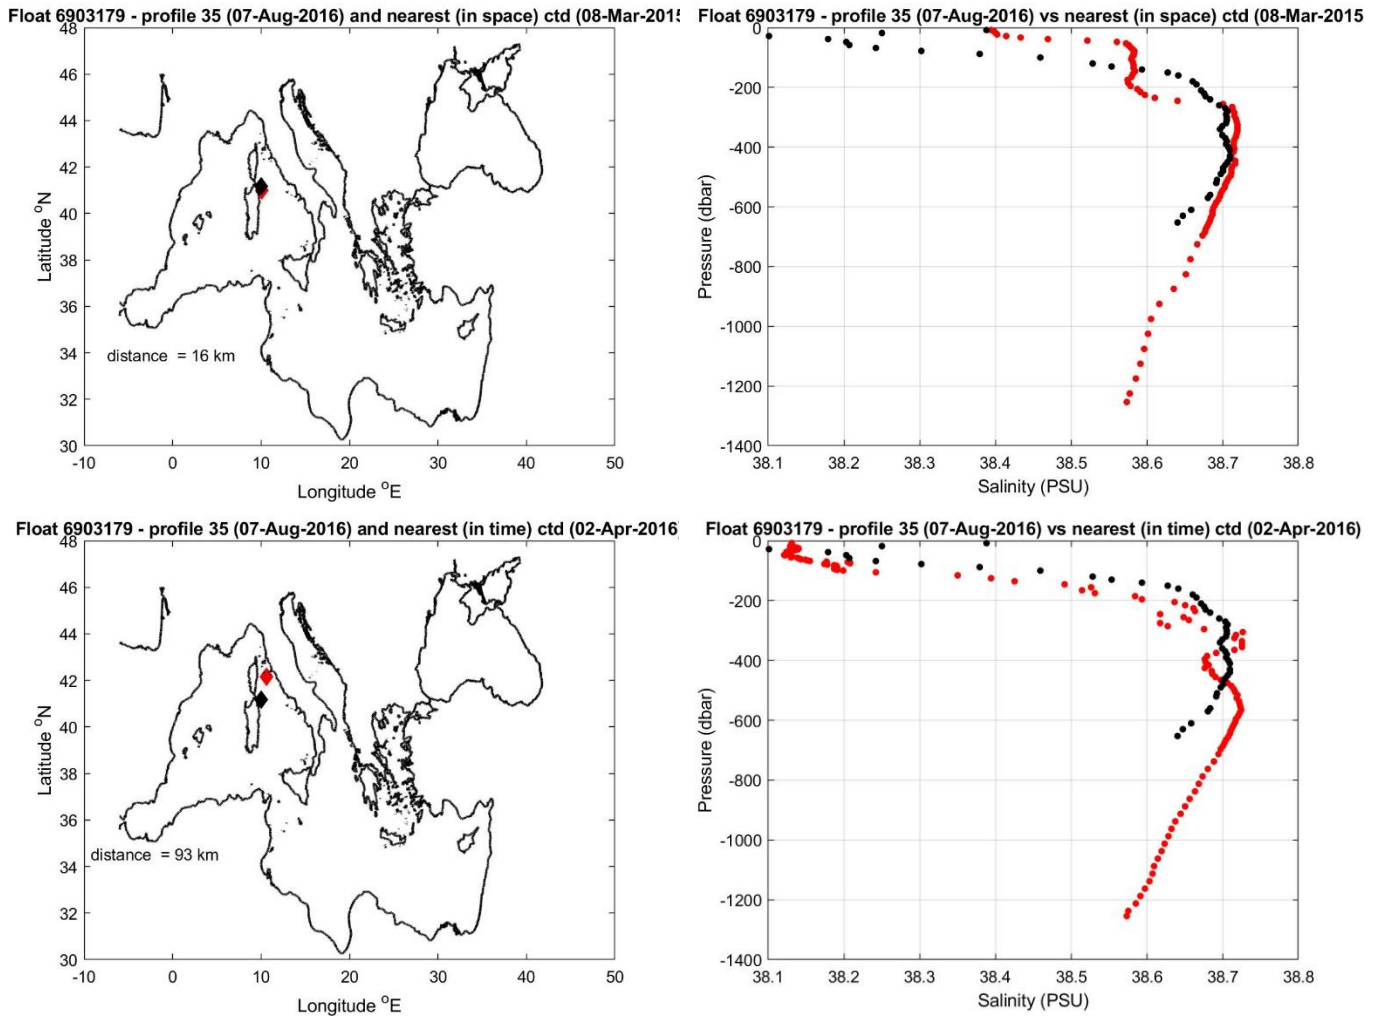 Float 6903179 - profile 35 (07-Aug-2016) and nearest (in space) ctd (08-Mar-2015
48
46
44
42
40
38
36
34
32
30
Latitude °N
distance = 16 km
-10 0 10 20 30 40 50
Longitude °E
Float 6903179 - profile 35 (07-Aug-2016) vs nearest (in space) ctd (08-Mar-2015
0
-200
-400
-600
-800
-1000
-1200
-1400
Pressure (dbar)
38.1 38.2 38.3 38.4 38.5 38.6 38.7 38.8
Salinity (PSU)
Float 6903179 - profile 35 (07-Aug-2016) and nearest (in time) ctd (02-Apr-2016)
48
46
44
42
40
38
36
34
32
30
Latitude °N
distance = 93 km
-10 0 10 20 30 40 50
Longitude °E
Float 6903179 - profile 35 (07-Aug-2016) vs nearest (in time) ctd (02-Apr-2016)
0
-200
-400
-600
-800
-1000
-1200
-1400
Pressure (dbar)
38.1 38.2 38.3 38.4 38.5 38.6 38.7 38.8
Salinity (PSU)